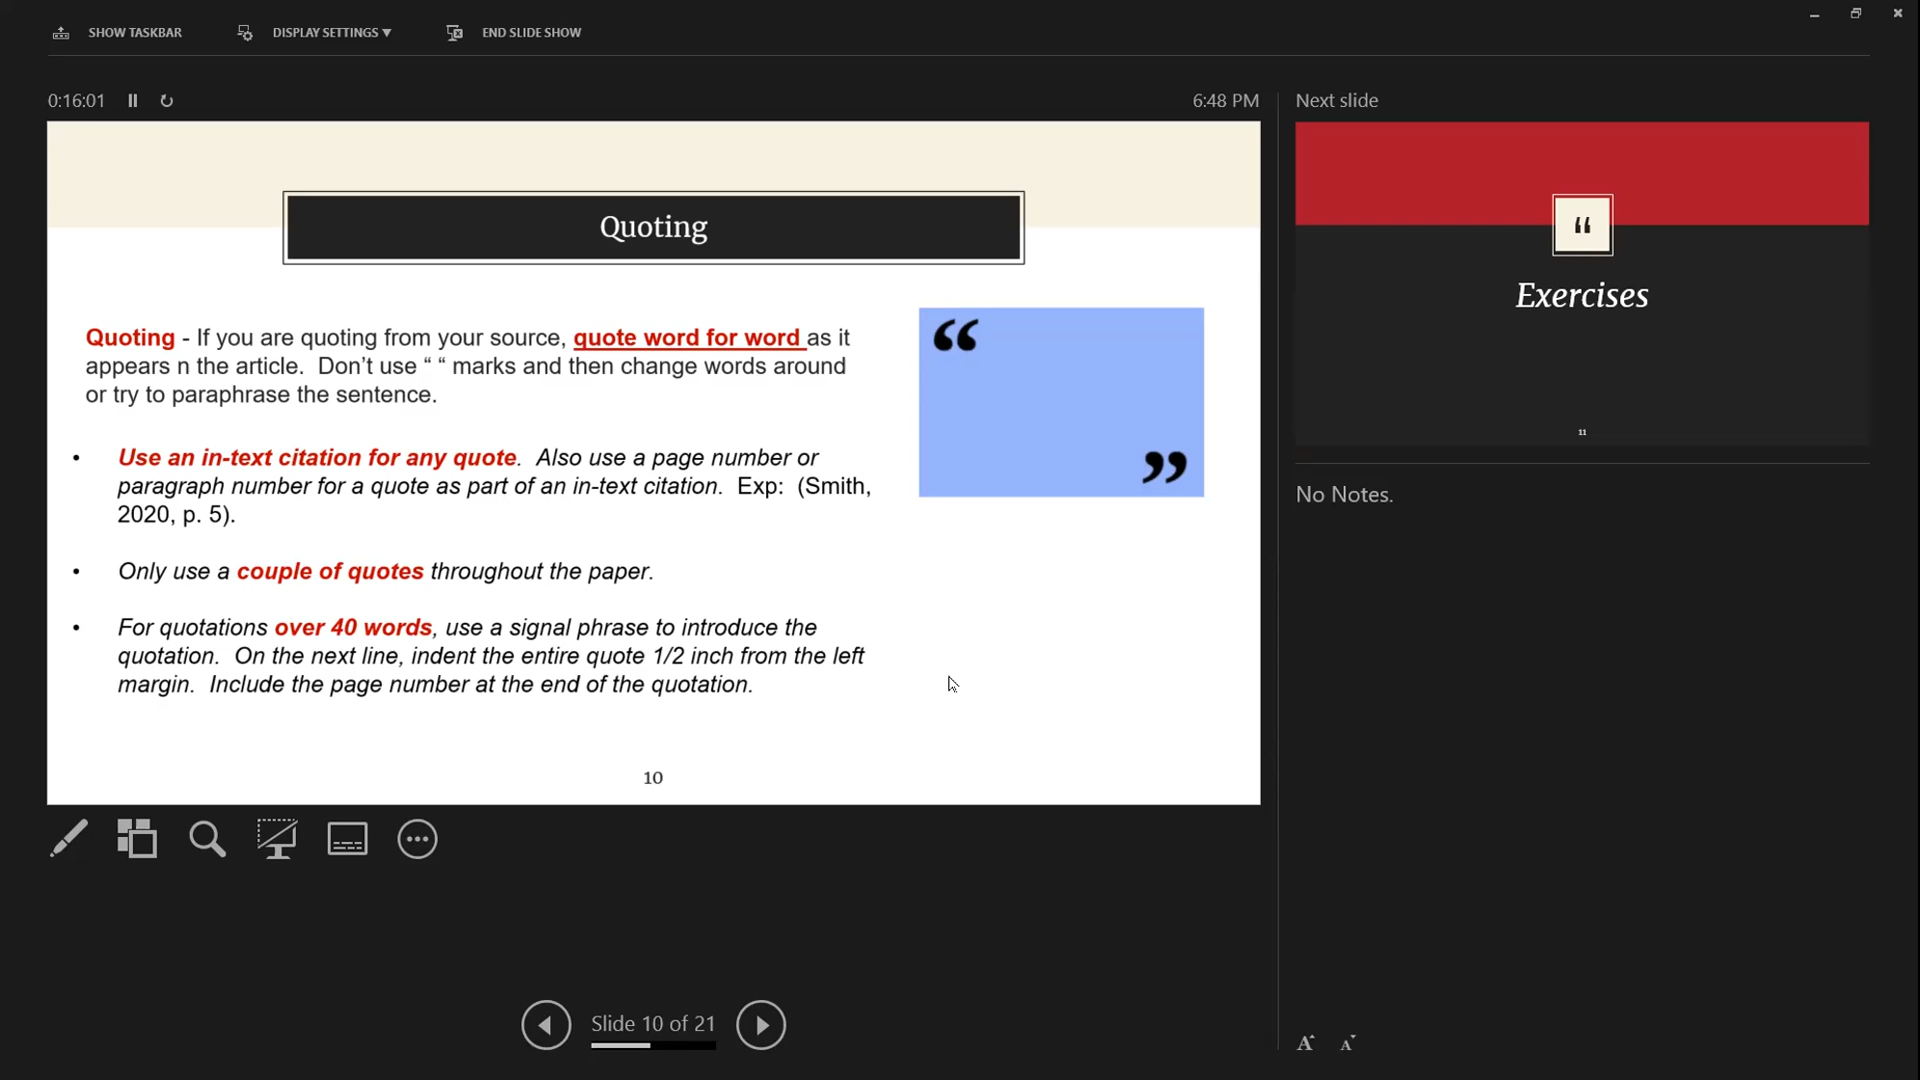 SHOW TASKBAR
DISPLAY SETTINGS ▼
END SLIDE SHOW
0:16:01
6:48 PM
Quoting
Quoting - If you are quoting from your source, quote word for word as it
appears n the article.  Don’t use “ “ marks and then change words around
or try to paraphrase the sentence.
“
”
• Use an in-text citation for any quote.  Also use a page number or
paragraph number for a quote as part of an in-text citation.  Exp:  (Smith,
2020, p. 5).
• Only use a couple of quotes throughout the paper.
• For quotations over 40 words, use a signal phrase to introduce the
quotation.  On the next line, indent the entire quote 1/2 inch from the left
margin.  Include the page number at the end of the quotation.
10
Slide 10 of 21
Next slide
“
Exercises
11
No Notes.
A
A